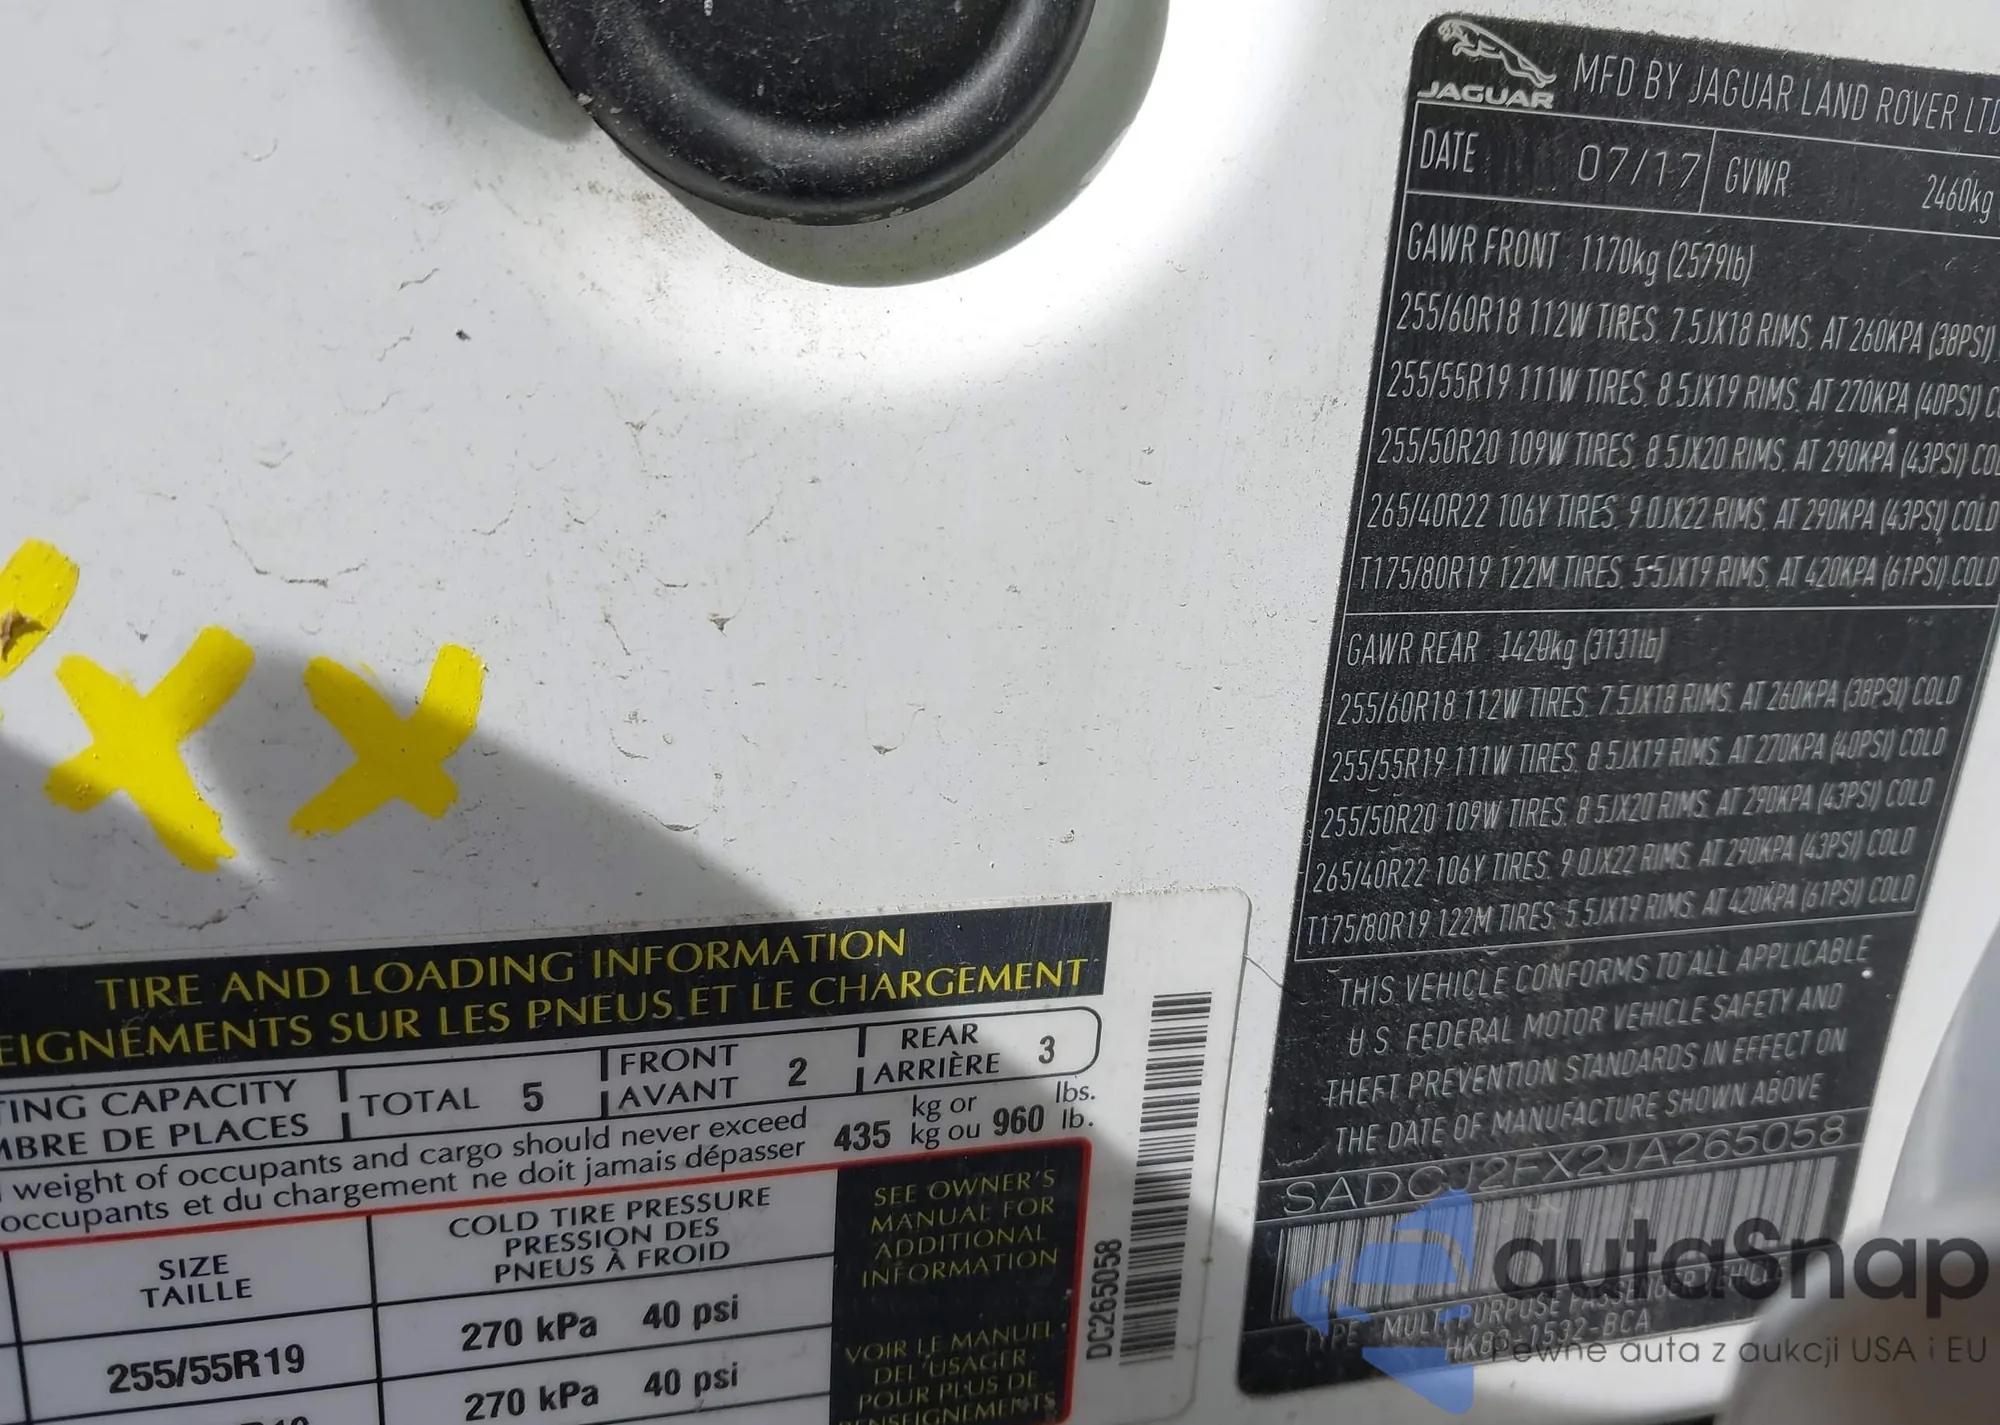 JAGUAR
MFD BY JAGUAR LAND ROVER LTD
DATE 07/17 GVWR 2460kg
GAWR FRONT 1170kg (2579lb)
255/60R18 112W TIRES, 7.5JX18 RIMS, AT 260KPA (38PSI)
255/55R19 111W TIRES, 8.5JX19 RIMS, AT 270KPA (40PSI) C
255/50R20 109W TIRES, 8.5JX20 RIMS, AT 290KPA (43PSI) COL
265/40R22 106Y TIRES, 9.0JX22 RIMS, AT 290KPA (43PSI) COLD
T175/80R19 122M TIRES, 5.5JX19 RIMS, AT 420KPA (61PSI) COLD
GAWR REAR 1420kg (3131lb)
255/60R18 112W TIRES, 7.5JX18 RIMS, AT 260KPA (38PSI) COLD
255/55R19 111W TIRES, 8.5JX19 RIMS, AT 270KPA (40PSI) COLD
255/50R20 109W TIRES, 8.5JX20 RIMS, AT 290KPA (43PSI) COLD
265/40R22 106Y TIRES, 9.0JX22 RIMS, AT 290KPA (43PSI) COLD
T175/80R19 122M TIRES, 5.5JX19 RIMS, AT 420KPA (61PSI) COLD
THIS VEHICLE CONFORMS TO ALL APPLICABLE
U.S. FEDERAL MOTOR VEHICLE SAFETY AND
THEFT PREVENTION STANDARDS IN EFFECT ON
THE DATE OF MANUFACTURE SHOWN ABOVE
SADCJ2FX2JA265058
TYPE: MULTI-PURPOSE PASSENGER VEHICLE
HK83-1532-BCA
XX
TIRE AND LOADING INFORMATION
EIGNEMENTS SUR LES PNEUS ET LE CHARGEMENT
TING CAPACITY TOTAL 5 FRONT 2 REAR 3
MBRE DE PLACES AVANT ARRIÈRE
weight of occupants and cargo should never exceed 435 kg or 960 lbs.
occupants et du chargement ne doit jamais dépasser kg ou lb.
SIZE
TAILLE
COLD TIRE PRESSURE
PRESSION DES
PNEUS À FROID
255/55R19 270 kPa 40 psi
270 kPa 40 psi
SEE OWNER'S
MANUAL FOR
ADDITIONAL
INFORMATION
VOIR LE MANUEL
DE L'USAGER
POUR PLUS DE
RENSEIGNEMENTS
DC265058
autoSnap
Pewne auta z aukcji USA i EU